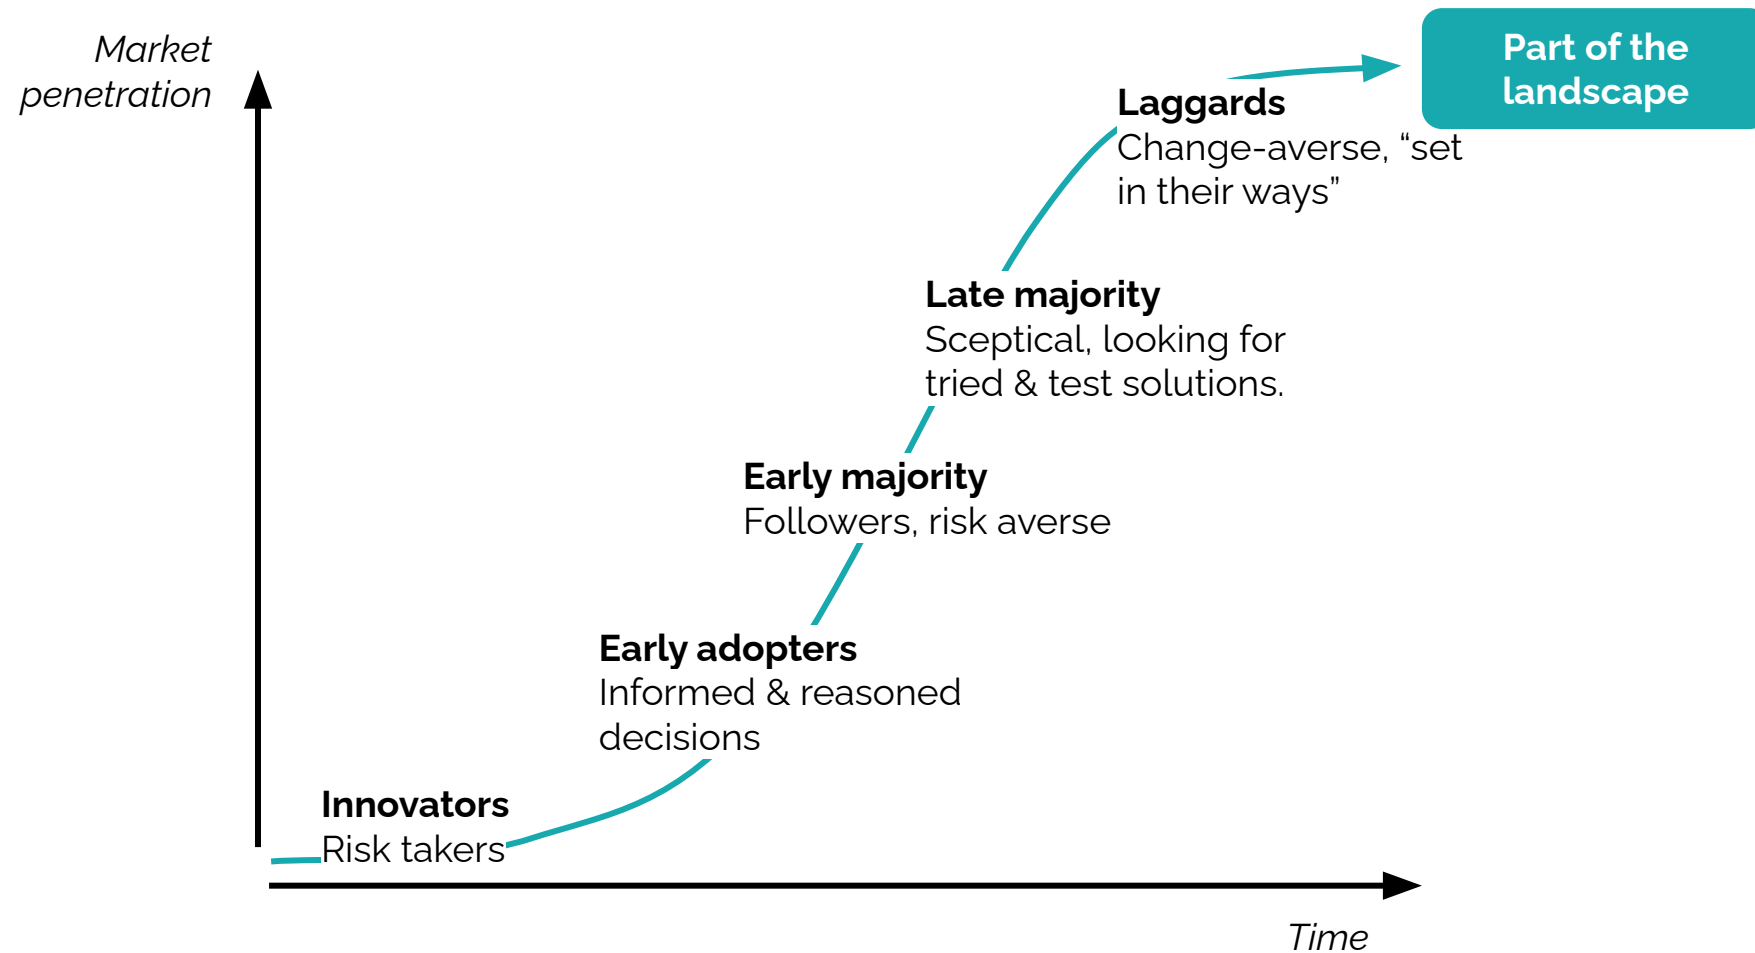 Market
penetration
Part of the
landscape
Laggards
Change-averse, “set
in their ways”
Late majority
Sceptical, looking for
tried & test solutions.
Early majority
Followers, risk averse
Early adopters
Informed & reasoned
decisions
Innovators
Risk takers
Time